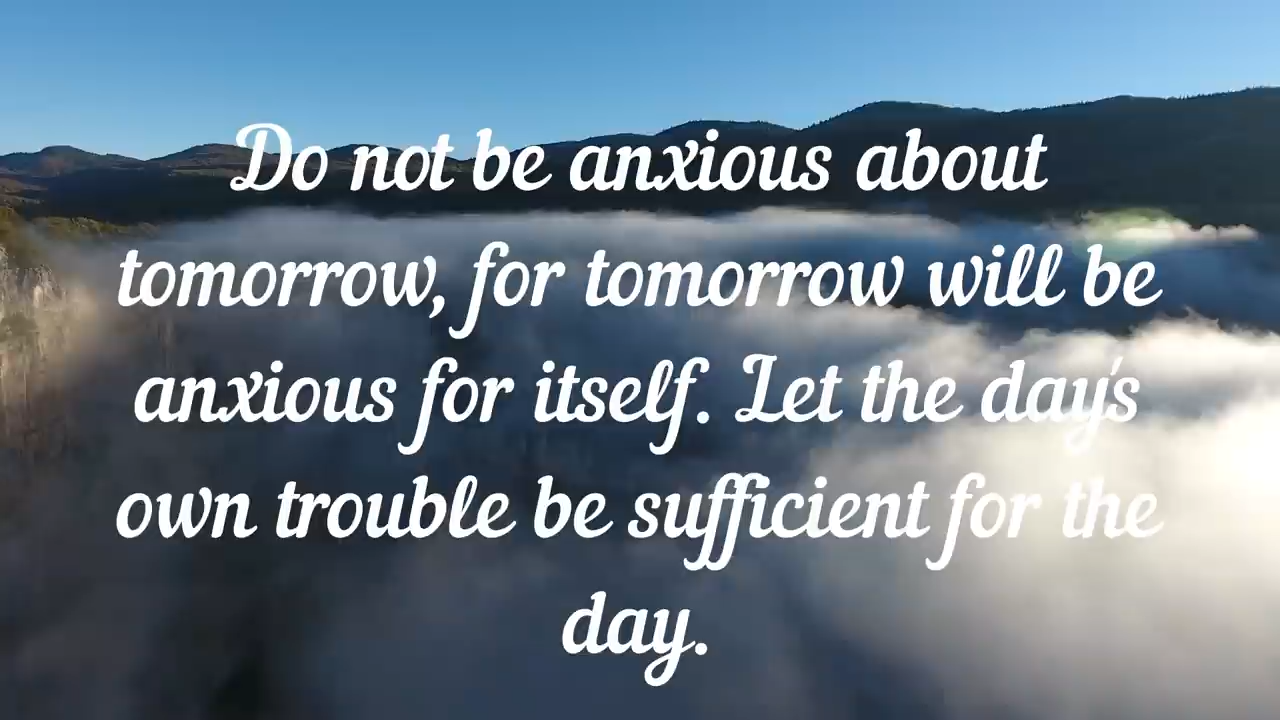 Do not be anxious about
tomorrow, for tomorrow will be
anxious for itself. Let the day's
own trouble be sufficient for the
day.